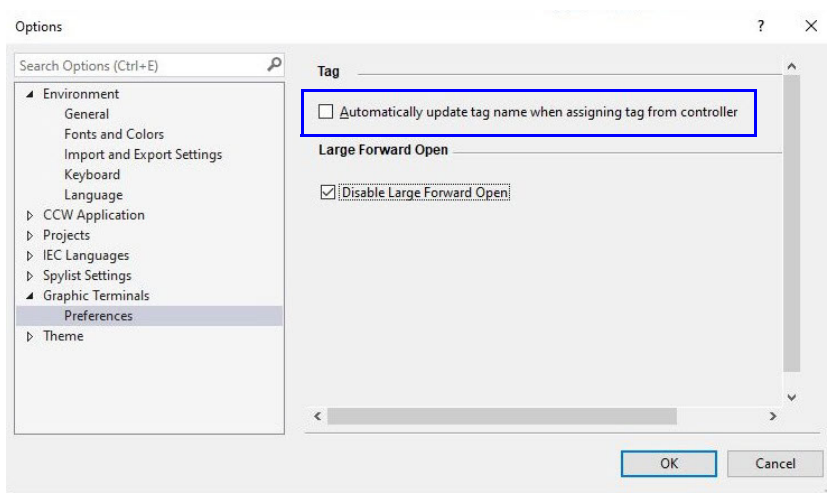 Options
?
Search Options (Ctrl+E)
Environment
General
Fonts and Colors
Import and Export Settings
Keyboard
Language
CCW Application
Projects
IEC Languages
Spylist Settings
Graphic Terminals
Preferences
Theme
Tag
Automatically update tag name when assigning tag from controller
Large Forward Open
Disable Large Forward Open
OK
Cancel